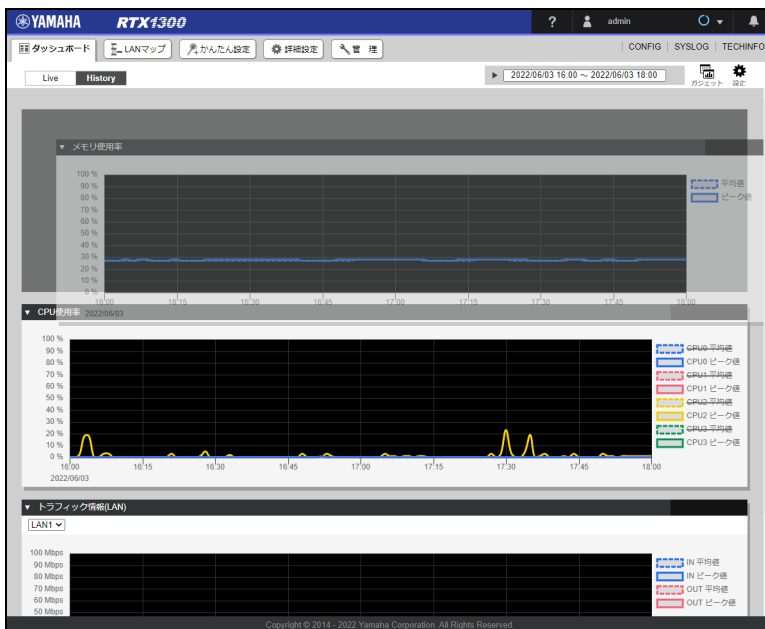 YAMAHA RTX1300 ? admin
ダッシュボード LANマップ かんたん設定 詳細設定 管 理 CONFIG SYSLOG TECHINFO
Live History 2022/06/03 16:00 ～ 2022/06/03 18:00 ガジェット 設定
▼ メモリ使用率
100 %
90 %
80 %
70 %
60 %
50 %
40 %
30 %
20 %
10 %
0 %
平均値
ピーク値
16:00 16:15 16:30 16:45 17:00 17:15 17:30 17:45 18:00
▼ CPU使用率 2022/06/03
100 %
90 %
80 %
70 %
60 %
50 %
40 %
30 %
20 %
10 %
0 %
CPU0 平均値
CPU0 ピーク値
CPU1 平均値
CPU1 ピーク値
CPU2 平均値
CPU2 ピーク値
CPU3 平均値
CPU3 ピーク値
16:00 16:15 16:30 16:45 17:00 17:15 17:30 17:45 18:00
2022/06/03
▼ トラフィック情報(LAN)
LAN1
100 Mbps
90 Mbps
80 Mbps
70 Mbps
60 Mbps
50 Mbps
IN 平均値
IN ピーク値
OUT 平均値
OUT ピーク値
Copyright © 2014 - 2022 Yamaha Corporation. All Rights Reserved.